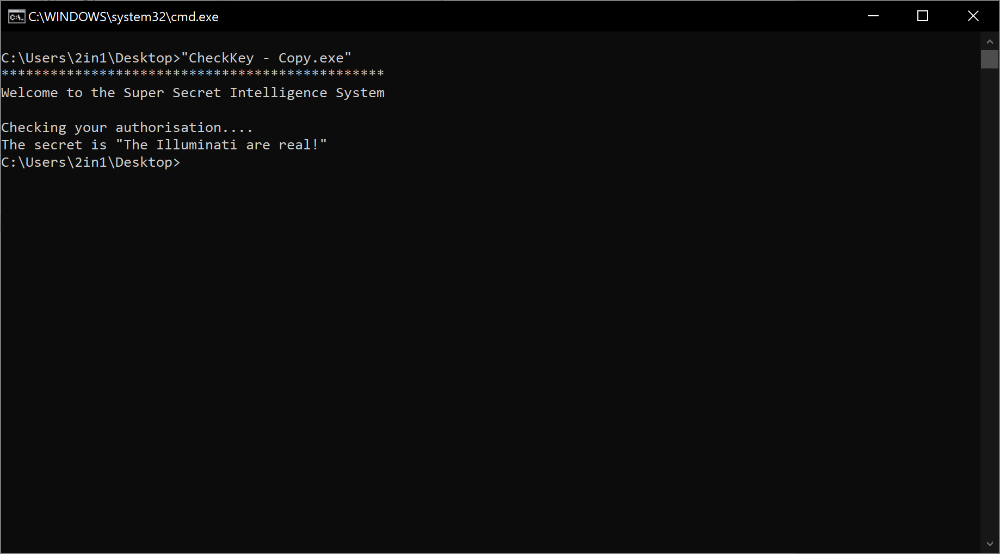 C:\WINDOWS\system32\cmd.exe
C:\Users\2in1\Desktop>"CheckKey - Copy.exe"
***********************************************
Welcome to the Super Secret Intelligence System
Checking your authorisation....
The secret is "The Illuminati are real!"
C:\Users\2in1\Desktop>